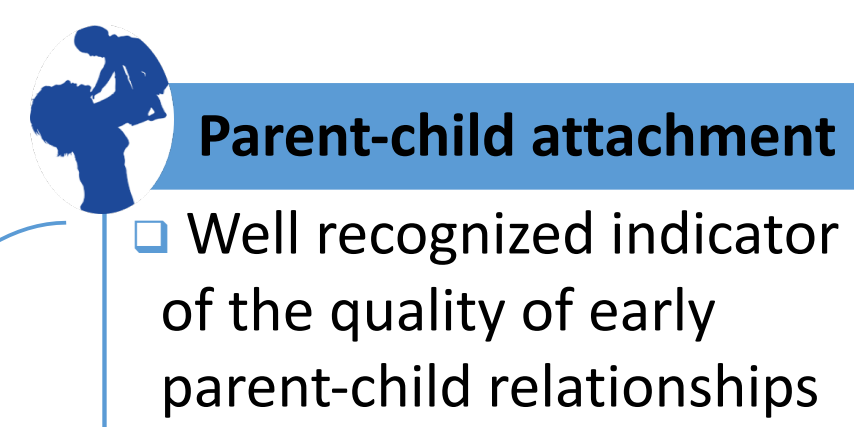 Parent-child attachment
❑ Well recognized indicator
of the quality of early
parent-child relationships